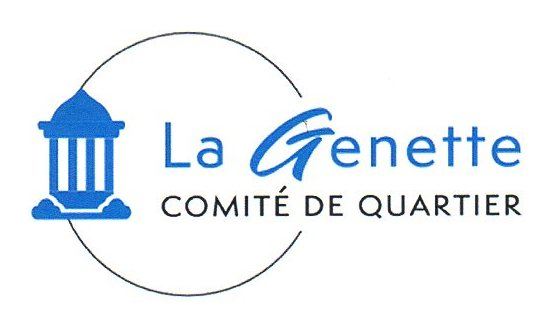 La Genette
COMITÉ DE QUARTIER